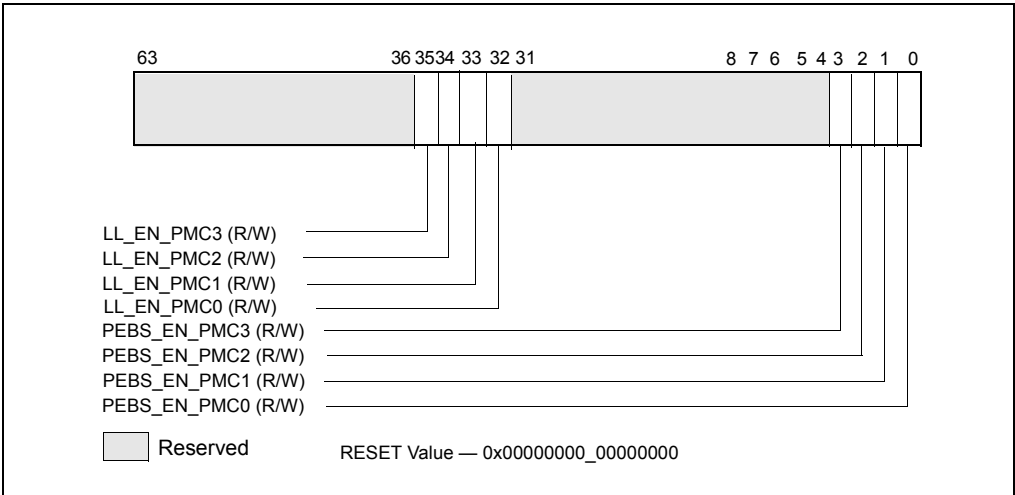 63 36 35 34 33 32 31 8 7 6 5 4 3 2 1 0
LL_EN_PMC3 (R/W)
LL_EN_PMC2 (R/W)
LL_EN_PMC1 (R/W)
LL_EN_PMC0 (R/W)
PEBS_EN_PMC3 (R/W)
PEBS_EN_PMC2 (R/W)
PEBS_EN_PMC1 (R/W)
PEBS_EN_PMC0 (R/W)
Reserved RESET Value — 0x00000000_00000000